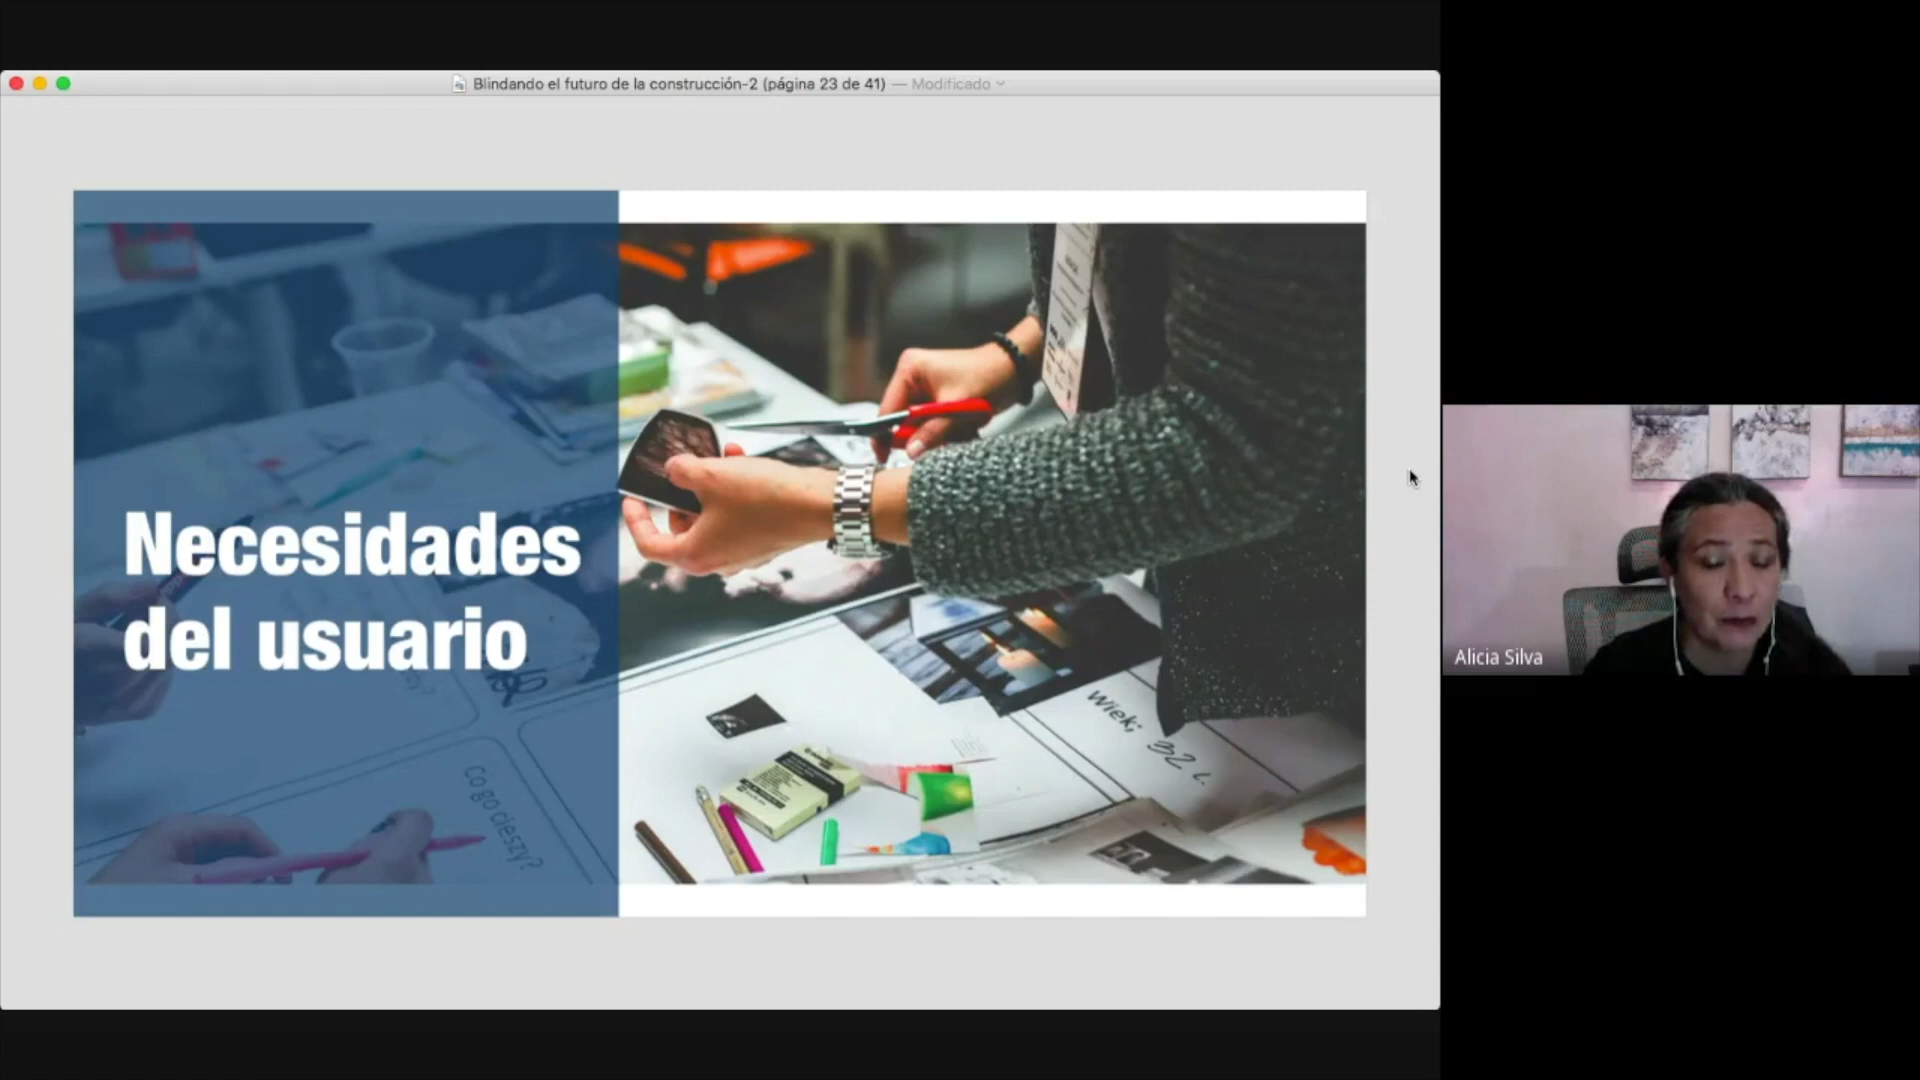 Blindando el futuro de la construcción-2 (página 23 de 41) — Modificado
Necesidades
del usuario
Wiek: 32 l.
Co go cieszy?
Alicia Silva